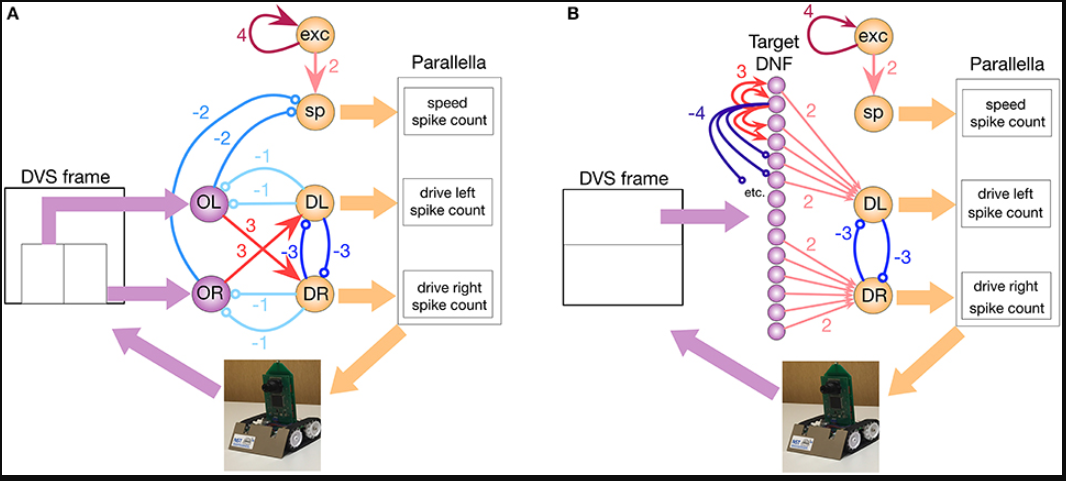 A
4
exc
2
Parallella
-2
-2
sp
speed
spike count
DVS frame
-1
-1
OL
DL
drive left
spike count
3
3
-3
-3
OR
DR
-1
-1
drive right
spike count
B
4
exc
2
Target
DNF
Parallella
3
-4
2
sp
speed
spike count
DVS frame
etc.
2
DL
drive left
spike count
-3
-3
2
DR
2
drive right
spike count